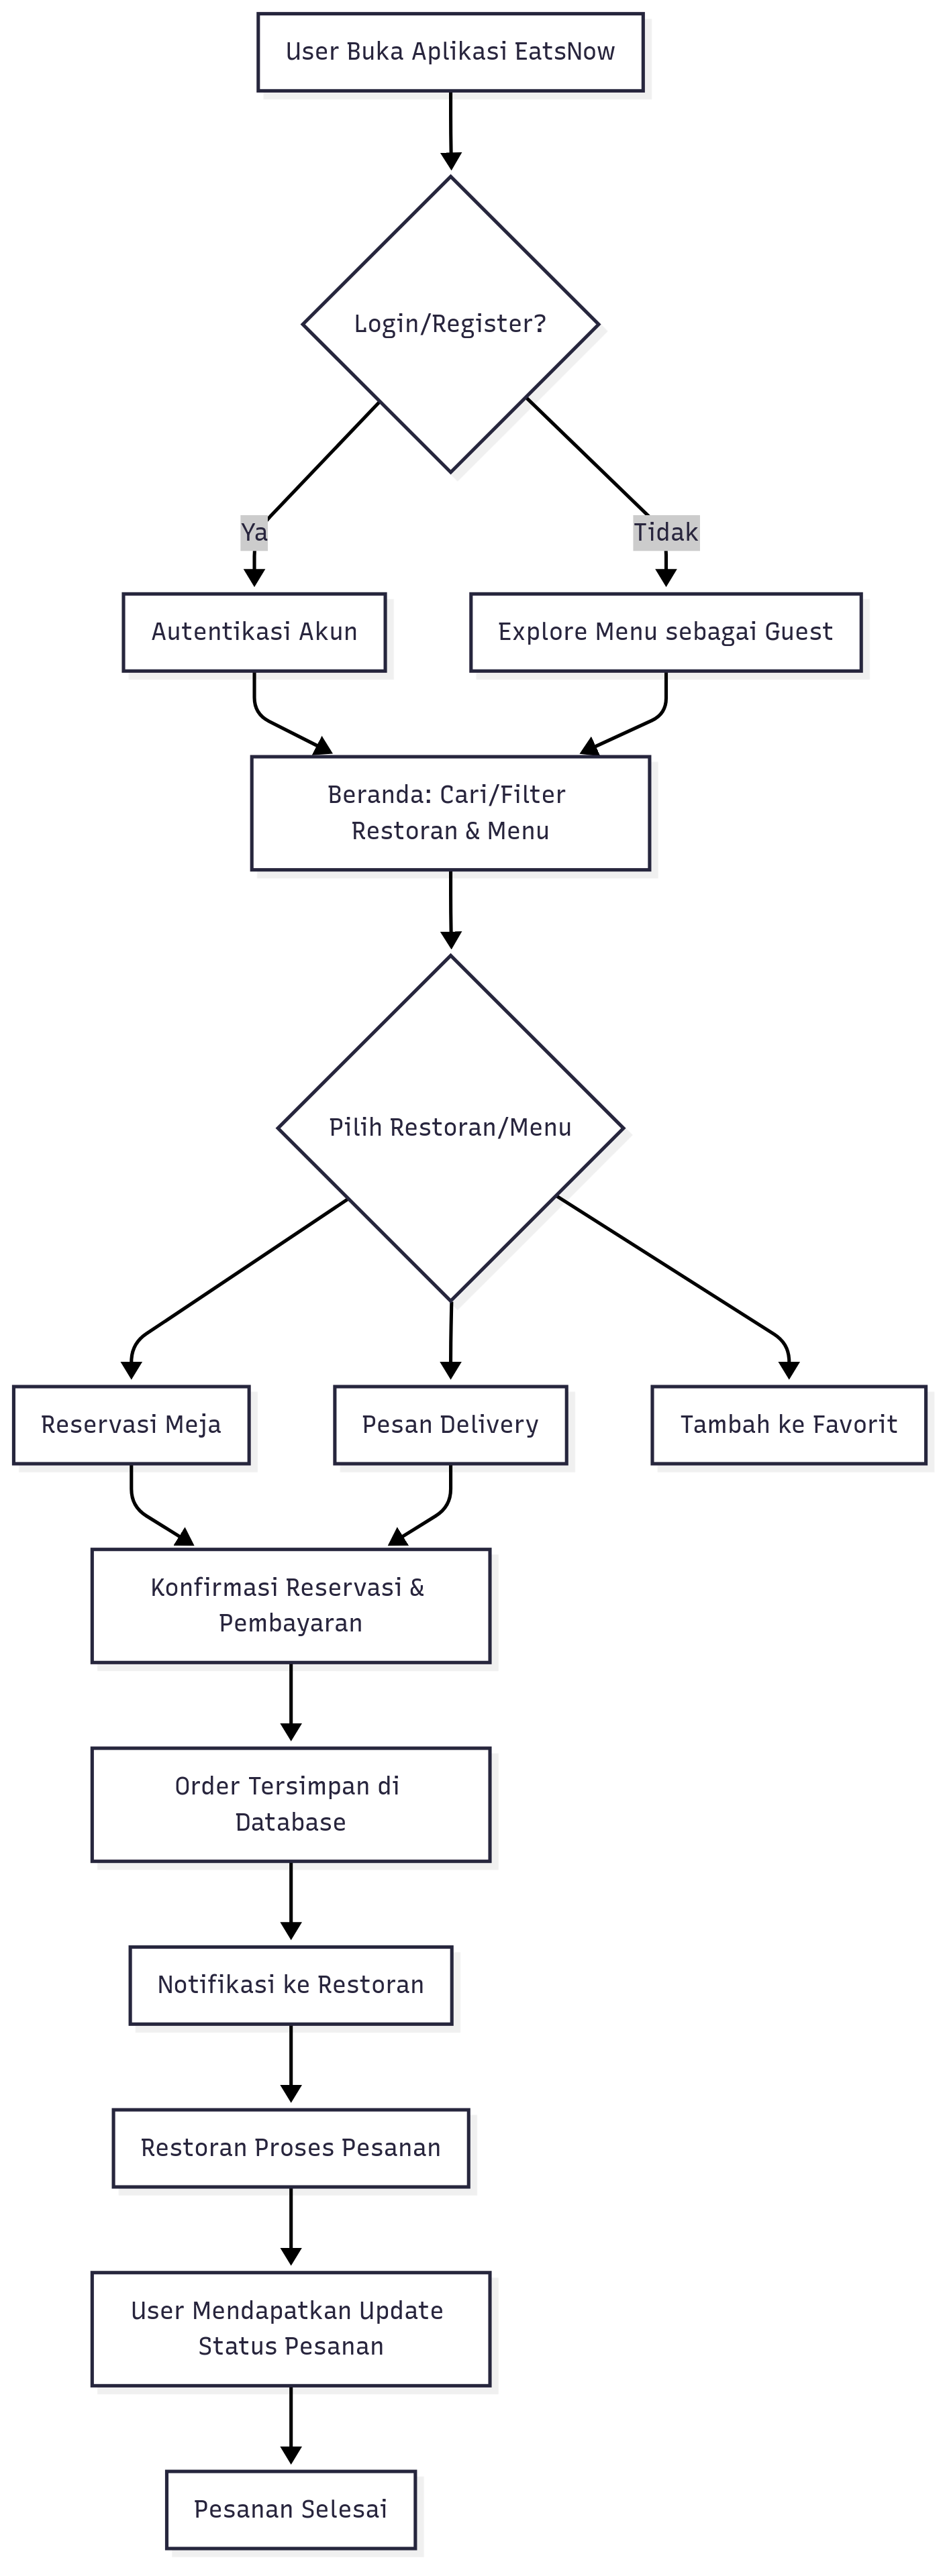 User Buka Aplikasi EatsNow
Login/Register?
Ya
Tidak
Autentikasi Akun
Explore Menu sebagai Guest
Beranda: Cari/Filter
Restoran & Menu
Pilih Restoran/Menu
Reservasi Meja
Pesan Delivery
Tambah ke Favorit
Konfirmasi Reservasi &
Pembayaran
Order Tersimpan di
Database
Notifikasi ke Restoran
Restoran Proses Pesanan
User Mendapatkan Update
Status Pesanan
Pesanan Selesai